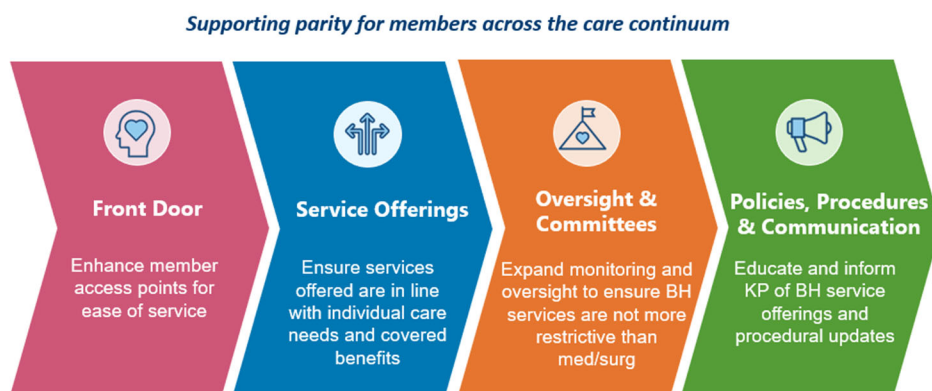 Supporting parity for members across the care continuum
Front Door
Enhance member
access points for
ease of service
Service Offerings
Ensure services
offered are in line
with individual care
needs and covered
benefits
Oversight &
Committees
Expand monitoring and
oversight to ensure BH
services are not more
restrictive than
med/surg
Policies, Procedures
& Communication
Educate and inform
KP of BH service
offerings and
procedural updates